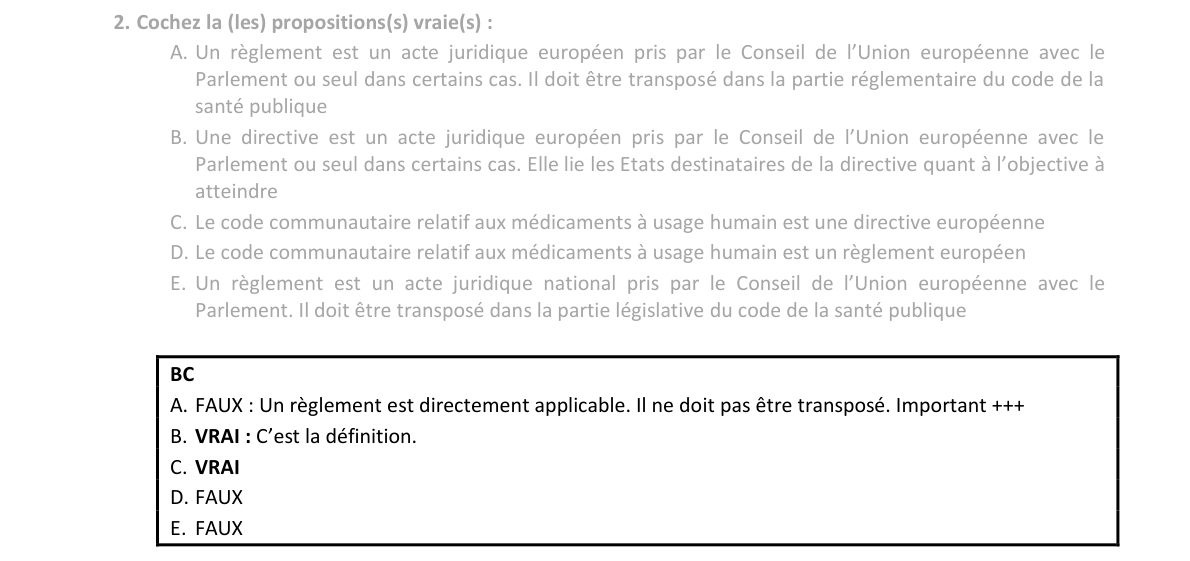 2. Cochez la (les) propositions(s) vraie(s) :
A. Un règlement est un acte juridique européen pris par le Conseil de l’Union européenne avec le
Parlement ou seul dans certains cas. Il doit être transposé dans la partie réglementaire du code de la
santé publique
B. Une directive est un acte juridique européen pris par le Conseil de l’Union européenne avec le
Parlement ou seul dans certains cas. Elle lie les Etats destinataires de la directive quant à l’objective à
atteindre
C. Le code communautaire relatif aux médicaments à usage humain est une directive européenne
D. Le code communautaire relatif aux médicaments à usage humain est un règlement européen
E. Un règlement est un acte juridique national pris par le Conseil de l’Union européenne avec le
Parlement. Il doit être transposé dans la partie législative du code de la santé publique
BC
A. FAUX : Un règlement est directement applicable. Il ne doit pas être transposé. Important +++
B. VRAI : C’est la définition.
C. VRAI
D. FAUX
E. FAUX